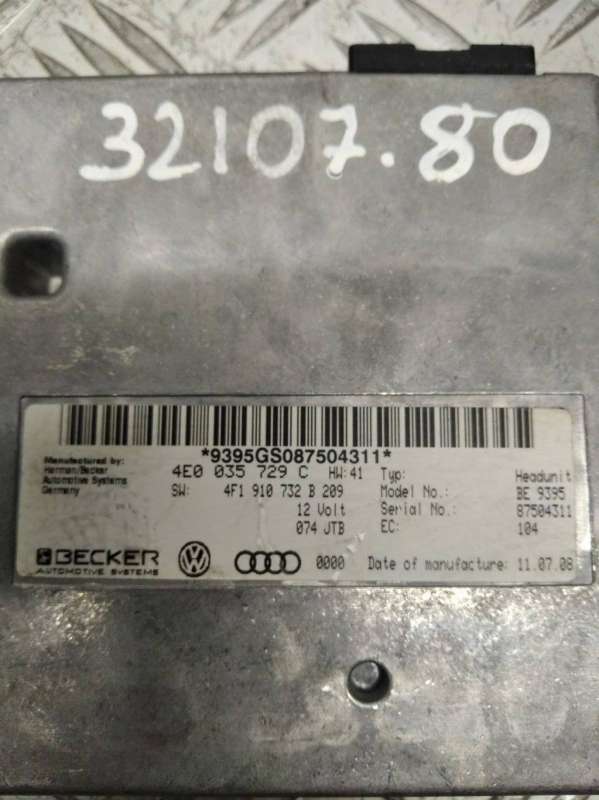 32107.80
*9395GS087504311*
Manufactured by:
Harman/Becker
Automotive Systems
Germany
4E0 035 729 C HW:41 Typ: Headunit
SW: 4F1 910 732 B 209 Model No.: BE 9395
12 Volt Serial No.: 87504311
074 JTB EC: 104
BECKER
AUTOMOTIVE SYSTEMS
0000 Date of manufacture: 11.07.08